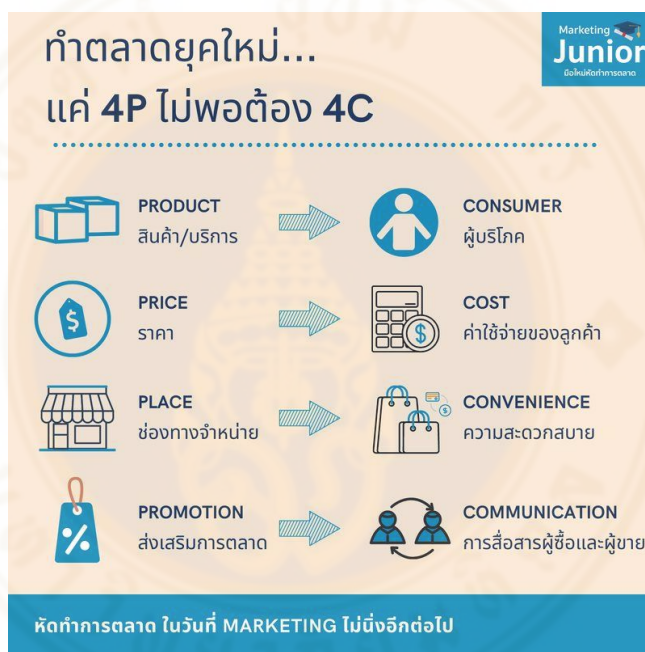 Marketing
Junior
มือใหม่หัดทำการตลาด
ทำตลาดยุคใหม่...
แค่ 4P ไม่พอต้อง 4C
PRODUCT
สินค้า/บริการ
CONSUMER
ผู้บริโภค
PRICE
ราคา
$
COST
ค่าใช้จ่ายของลูกค้า
$
PLACE
ช่องทางจำหน่าย
CONVENIENCE
ความสะดวกสบาย
$
PROMOTION
ส่งเสริมการตลาด
%
COMMUNICATION
การสื่อสารผู้ซื้อและผู้ขาย
หัดทำการตลาด ในวันที่ MARKETING ไม่นิ่งอีกต่อไป